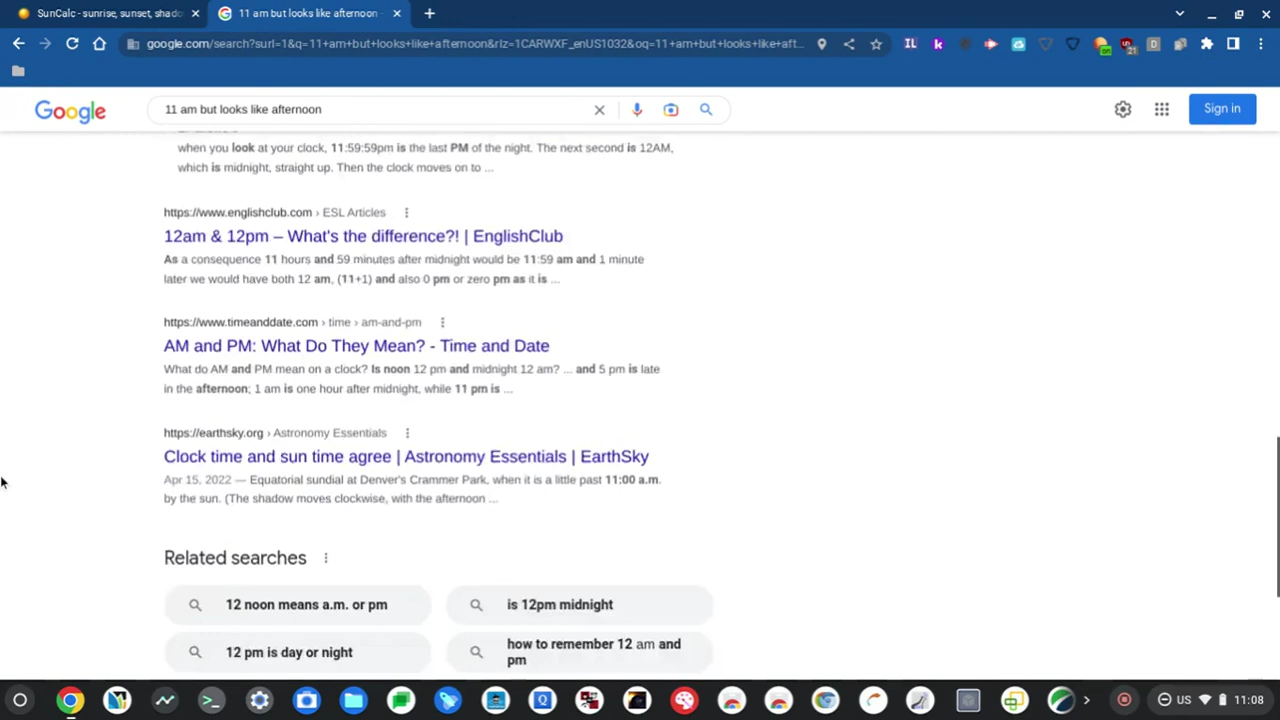 SunCalc - sunrise, sunset, shado
11 am but looks like afternoon -
google.com/search?surl=1&q=11+am+but+looks+like+afternoon&rlz=1CARWXF_enUS1032&oq=11+am+but+looks+like+aft...
Google
11 am but looks like afternoon
Sign in
when you look at your clock, 11:59:59pm is the last PM of the night. The next second is 12AM,
which is midnight, straight up. Then the clock moves on to ...
https://www.englishclub.com › ESL Articles
12am & 12pm – What's the difference?! | EnglishClub
As a consequence 11 hours and 59 minutes after midnight would be 11:59 am and 1 minute
later we would have both 12 am, (11+1) and also 0 pm or zero pm as it is ...
https://www.timeanddate.com › time › am-and-pm
AM and PM: What Do They Mean? - Time and Date
What do AM and PM mean on a clock? Is noon 12 pm and midnight 12 am? ... and 5 pm is late
in the afternoon; 1 am is one hour after midnight, while 11 pm is ...
https://earthsky.org › Astronomy Essentials
Clock time and sun time agree | Astronomy Essentials | EarthSky
Apr 15, 2022 — Equatorial sundial at Denver's Crammer Park, when it is a little past 11:00 a.m.
by the sun. (The shadow moves clockwise, with the afternoon ...
Related searches
12 noon means a.m. or pm
is 12pm midnight
12 pm is day or night
how to remember 12 am and
pm
US
11:08